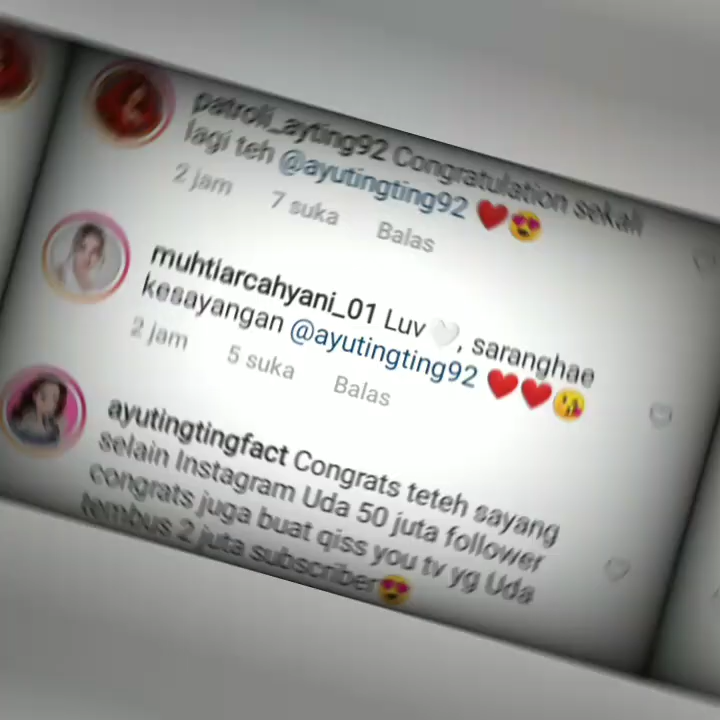 patroli_ayting92 Congratulation sekali
lagi teh @ayutingting92 ❤️😍
2 jam 7 suka Balas
muhtiarcahyani_01 Luv🤍, saranghae
kesayangan @ayutingting92 ❤️❤️😘
2 jam 5 suka Balas
ayutingtingfact Congrats teteh sayang
selain Instagram Uda 50 juta follower
congrats juga buat qiss you tv yg Uda
tembus 2 juta subscriber😍